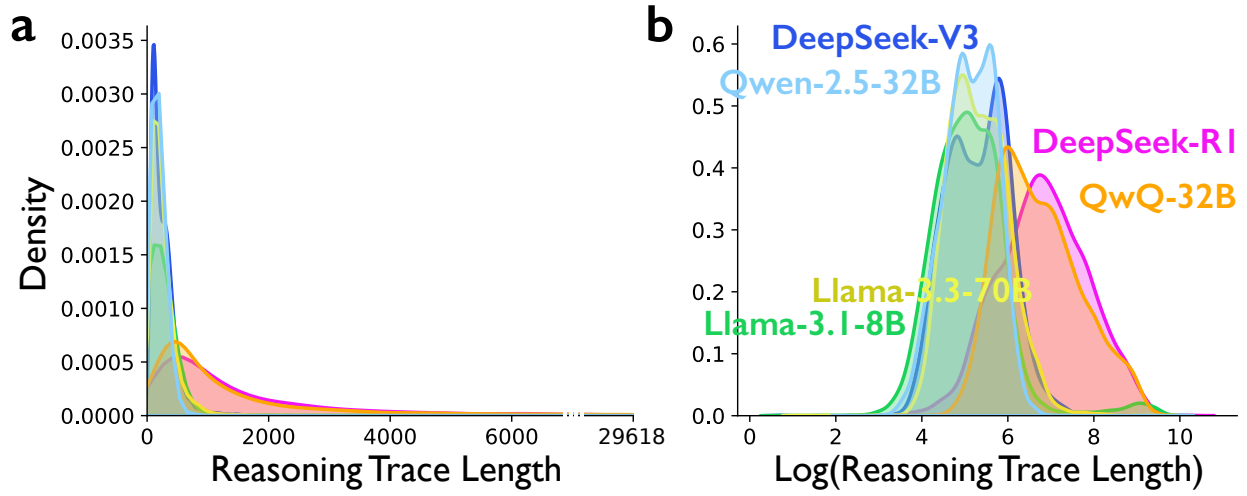 a
0.0035
0.0030
0.0025
0.0020
0.0015
0.0010
0.0005
0.0000
Density
0
2000
4000
6000
29618
Reasoning Trace Length
b
0.6
0.5
0.4
0.3
0.2
0.1
0.0
DeepSeek-V3
Qwen-2.5-32B
DeepSeek-R1
QwQ-32B
Llama-3.3-70B
Llama-3.1-8B
0
2
4
6
8
10
Log(Reasoning Trace Length)